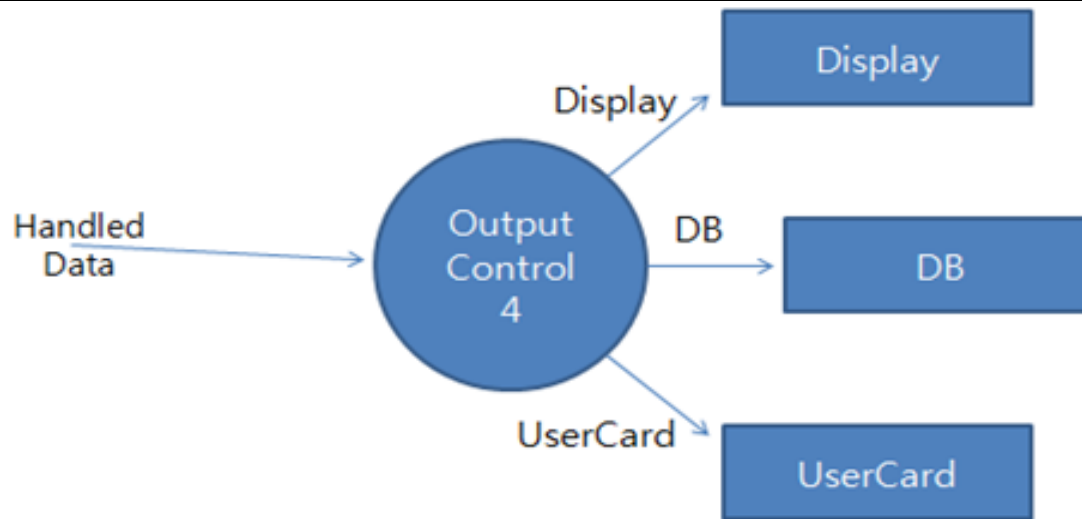 Display
Display
Handled
Data
Output
Control
4
DB
DB
UserCard
UserCard